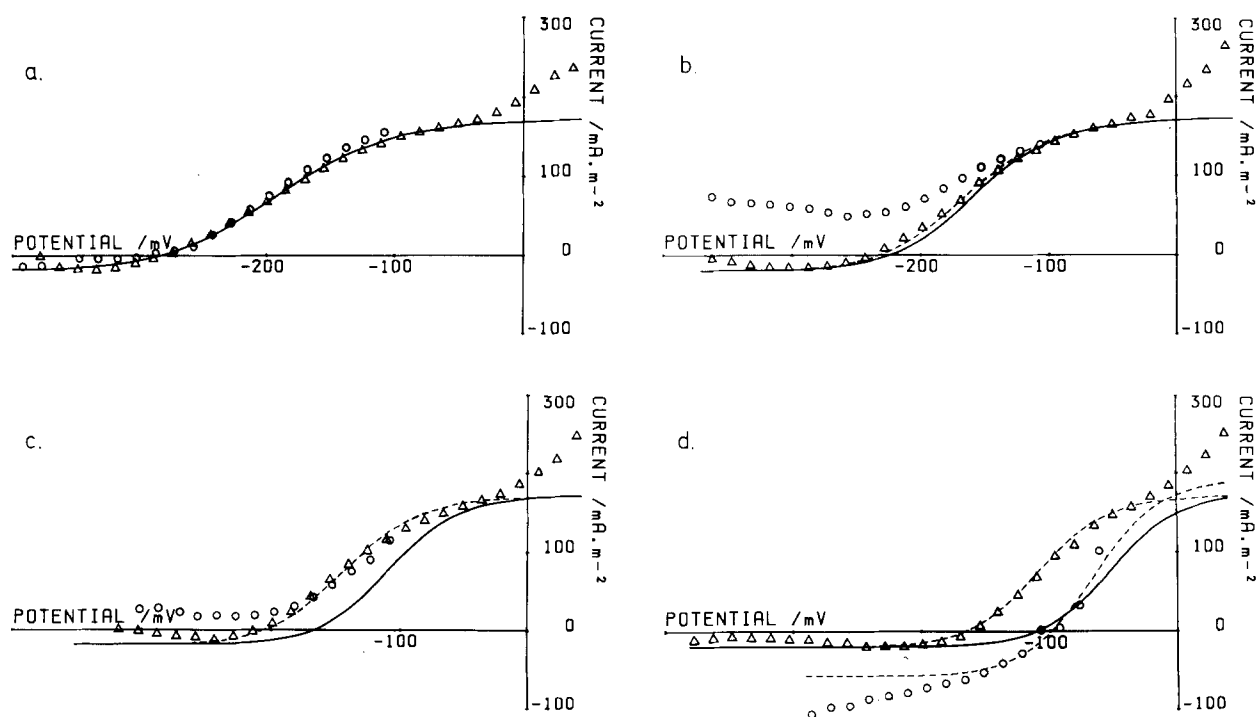 a.
300
CURRENT /mA.m-2
100
POTENTIAL /mV
0
-200
-100
-100
b.
300
CURRENT /mA.m-2
100
POTENTIAL /mV
0
-200
-100
-100
c.
300
CURRENT /mA.m-2
100
POTENTIAL /mV
0
-100
-100
d.
300
CURRENT /mA.m-2
100
POTENTIAL /mV
0
-100
-100